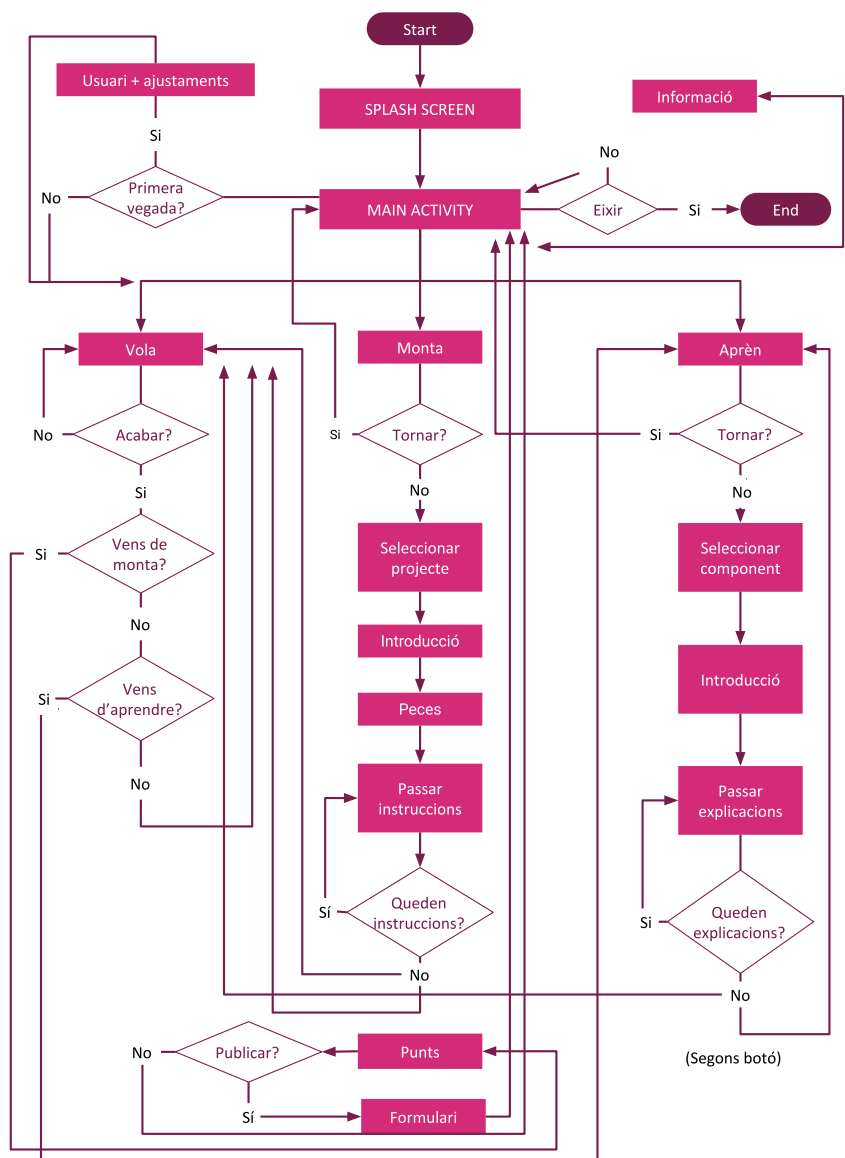 Start
Usuari + ajustaments
SPLASH SCREEN
Informació
Si
No
No
Primera
vegada?
MAIN ACTIVITY
Eixir
Si
End
Vola
Monta
Aprèn
No
Acabar?
Si
Tornar?
Si
Tornar?
Si
No
No
Si
Vens de
monta?
Seleccionar
projecte
Seleccionar
component
No
Introducció
Si
Vens
d'aprendre?
Introducció
Peces
No
Passar
instruccions
Passar
explicacions
Sí
Queden
instruccions?
Si
Queden
explicacions?
No
No
No
Publicar?
Punts
(Segons botó)
Sí
Formulari